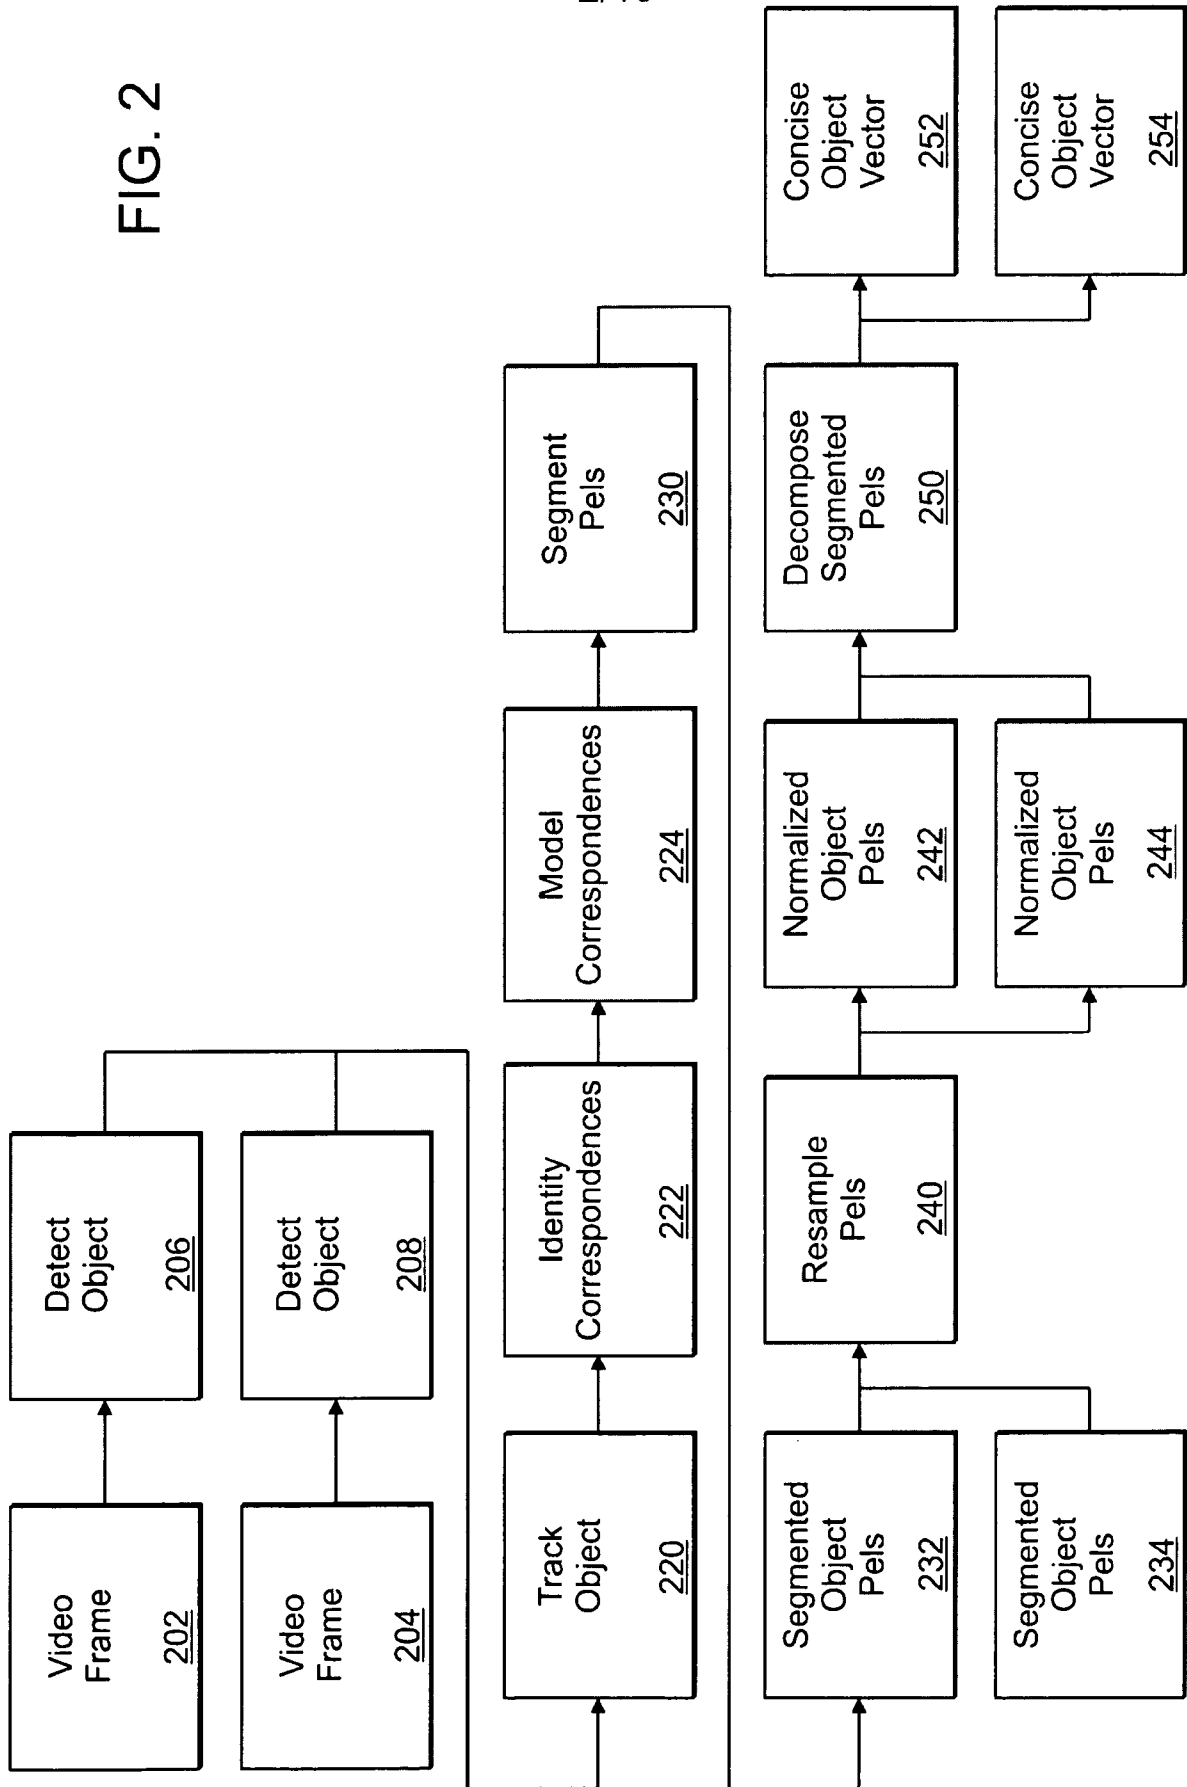 FIG. 2
Video
Frame
202
Detect
Object
206
Video
Frame
204
Detect
Object
208
Track
Object
220
Identity
Correspondences
222
Model
Correspondences
224
Segment
Pels
230
Segmented
Object
Pels
232
Resample
Pels
240
Normalized
Object
Pels
242
Decompose
Segmented
Pels
250
Concise
Object
Vector
252
Segmented
Object
Pels
234
Normalized
Object
Pels
244
Concise
Object
Vector
254